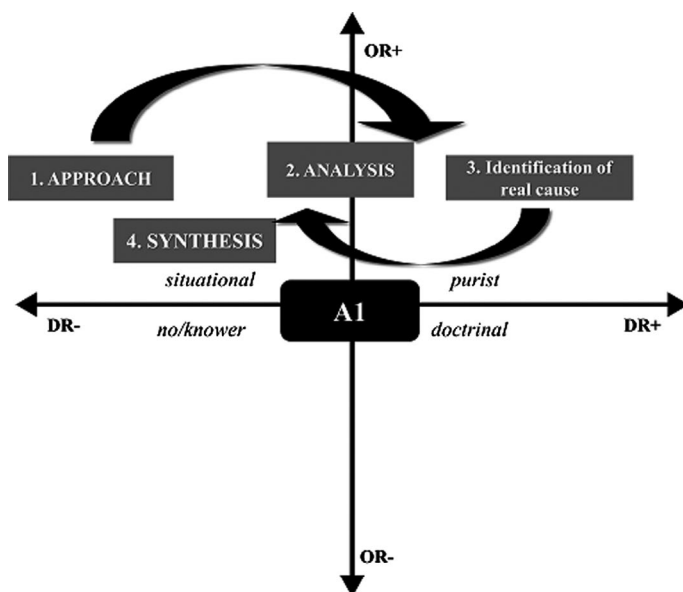 OR+
1. APPROACH
2. ANALYSIS
3. Identification of
real cause
4. SYNTHESIS
situational
purist
A1
DR-
DR+
no/knower
doctrinal
OR-